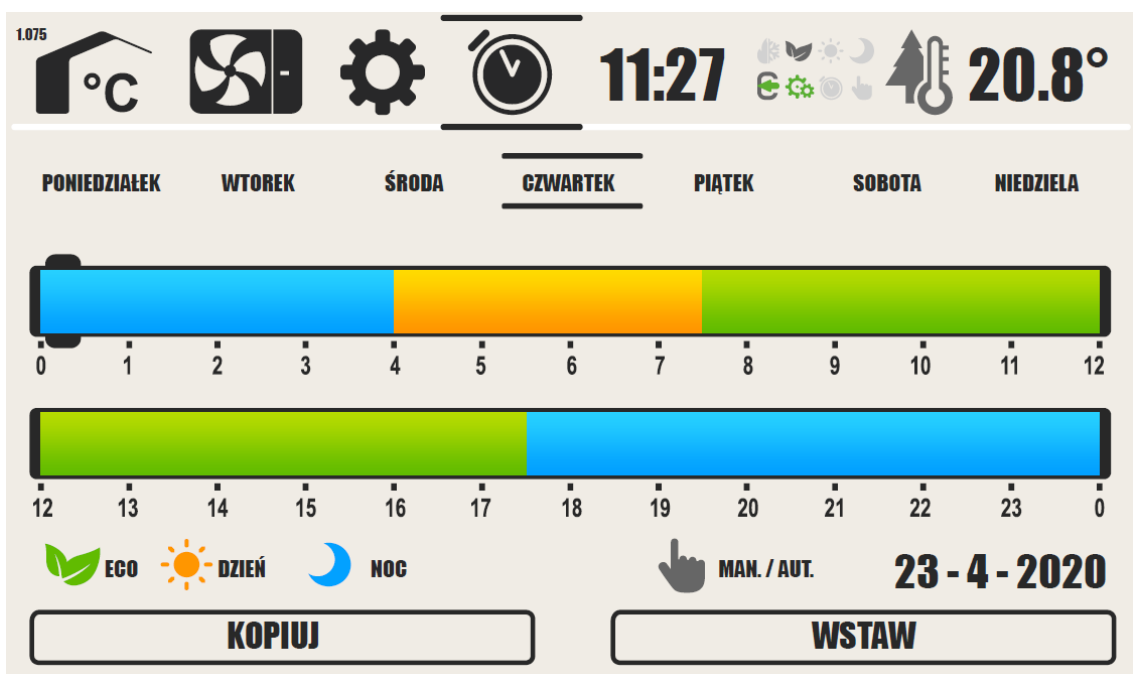 1.075
°C 11:27 20.8°
PONIEDZIAŁEK WTOREK ŚRODA CZWARTEK PIĄTEK SOBOTA NIEDZIELA
0 1 2 3 4 5 6 7 8 9 10 11 12
12 13 14 15 16 17 18 19 20 21 22 23 0
ECO DZIEŃ NOC MAN. / AUT. 23 - 4 - 2020
KOPIUJ WSTAW